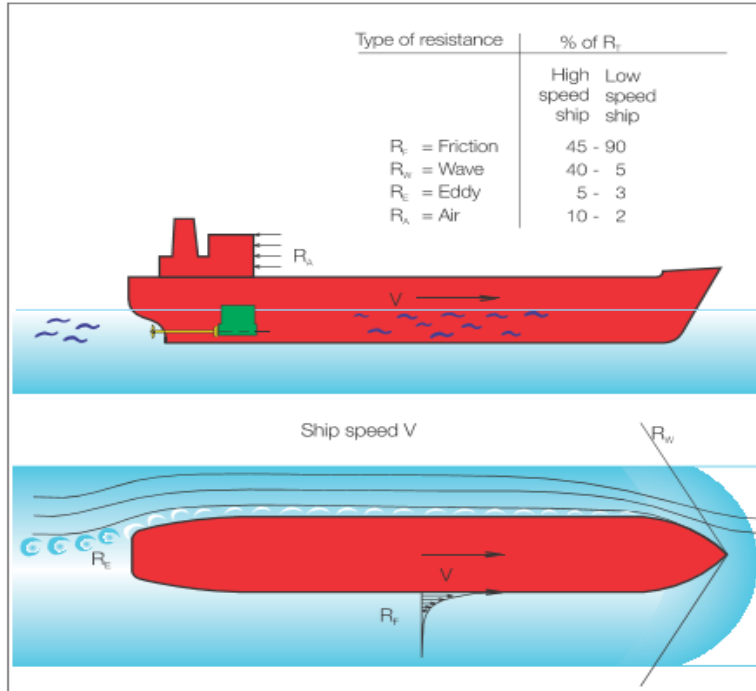 Type of resistance % of R_T
High Low
speed speed
ship ship
R_F = Friction 45 - 90
R_W = Wave 40 - 5
R_E = Eddy 5 - 3
R_A = Air 10 - 2
R_A
V
Ship speed V
R_W
R_E
V
R_F